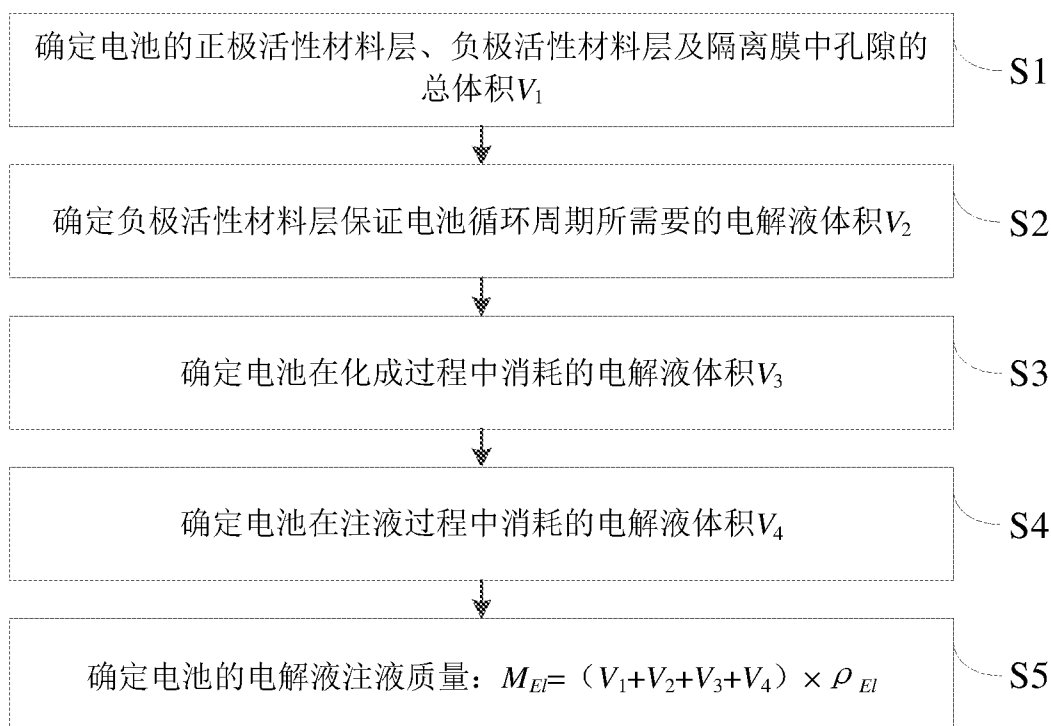 确定电池的正极活性材料层、负极活性材料层及隔离膜中孔隙的
总体积V₁
S1
确定负极活性材料层保证电池循环周期所需要的电解液体积V₂
S2
确定电池在化成过程中消耗的电解液体积V₃
S3
确定电池在注液过程中消耗的电解液体积V₄
S4
确定电池的电解液注液质量：M_El=（V₁+V₂+V₃+V₄）×ρ_El
S5